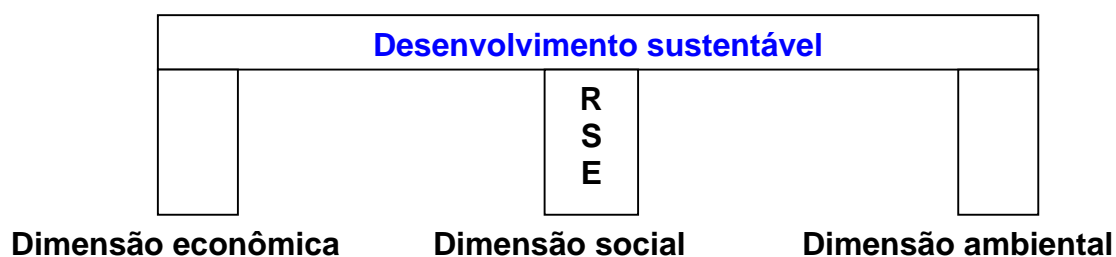 Desenvolvimento sustentável
R
S
E
Dimensão econômica
Dimensão social
Dimensão ambiental